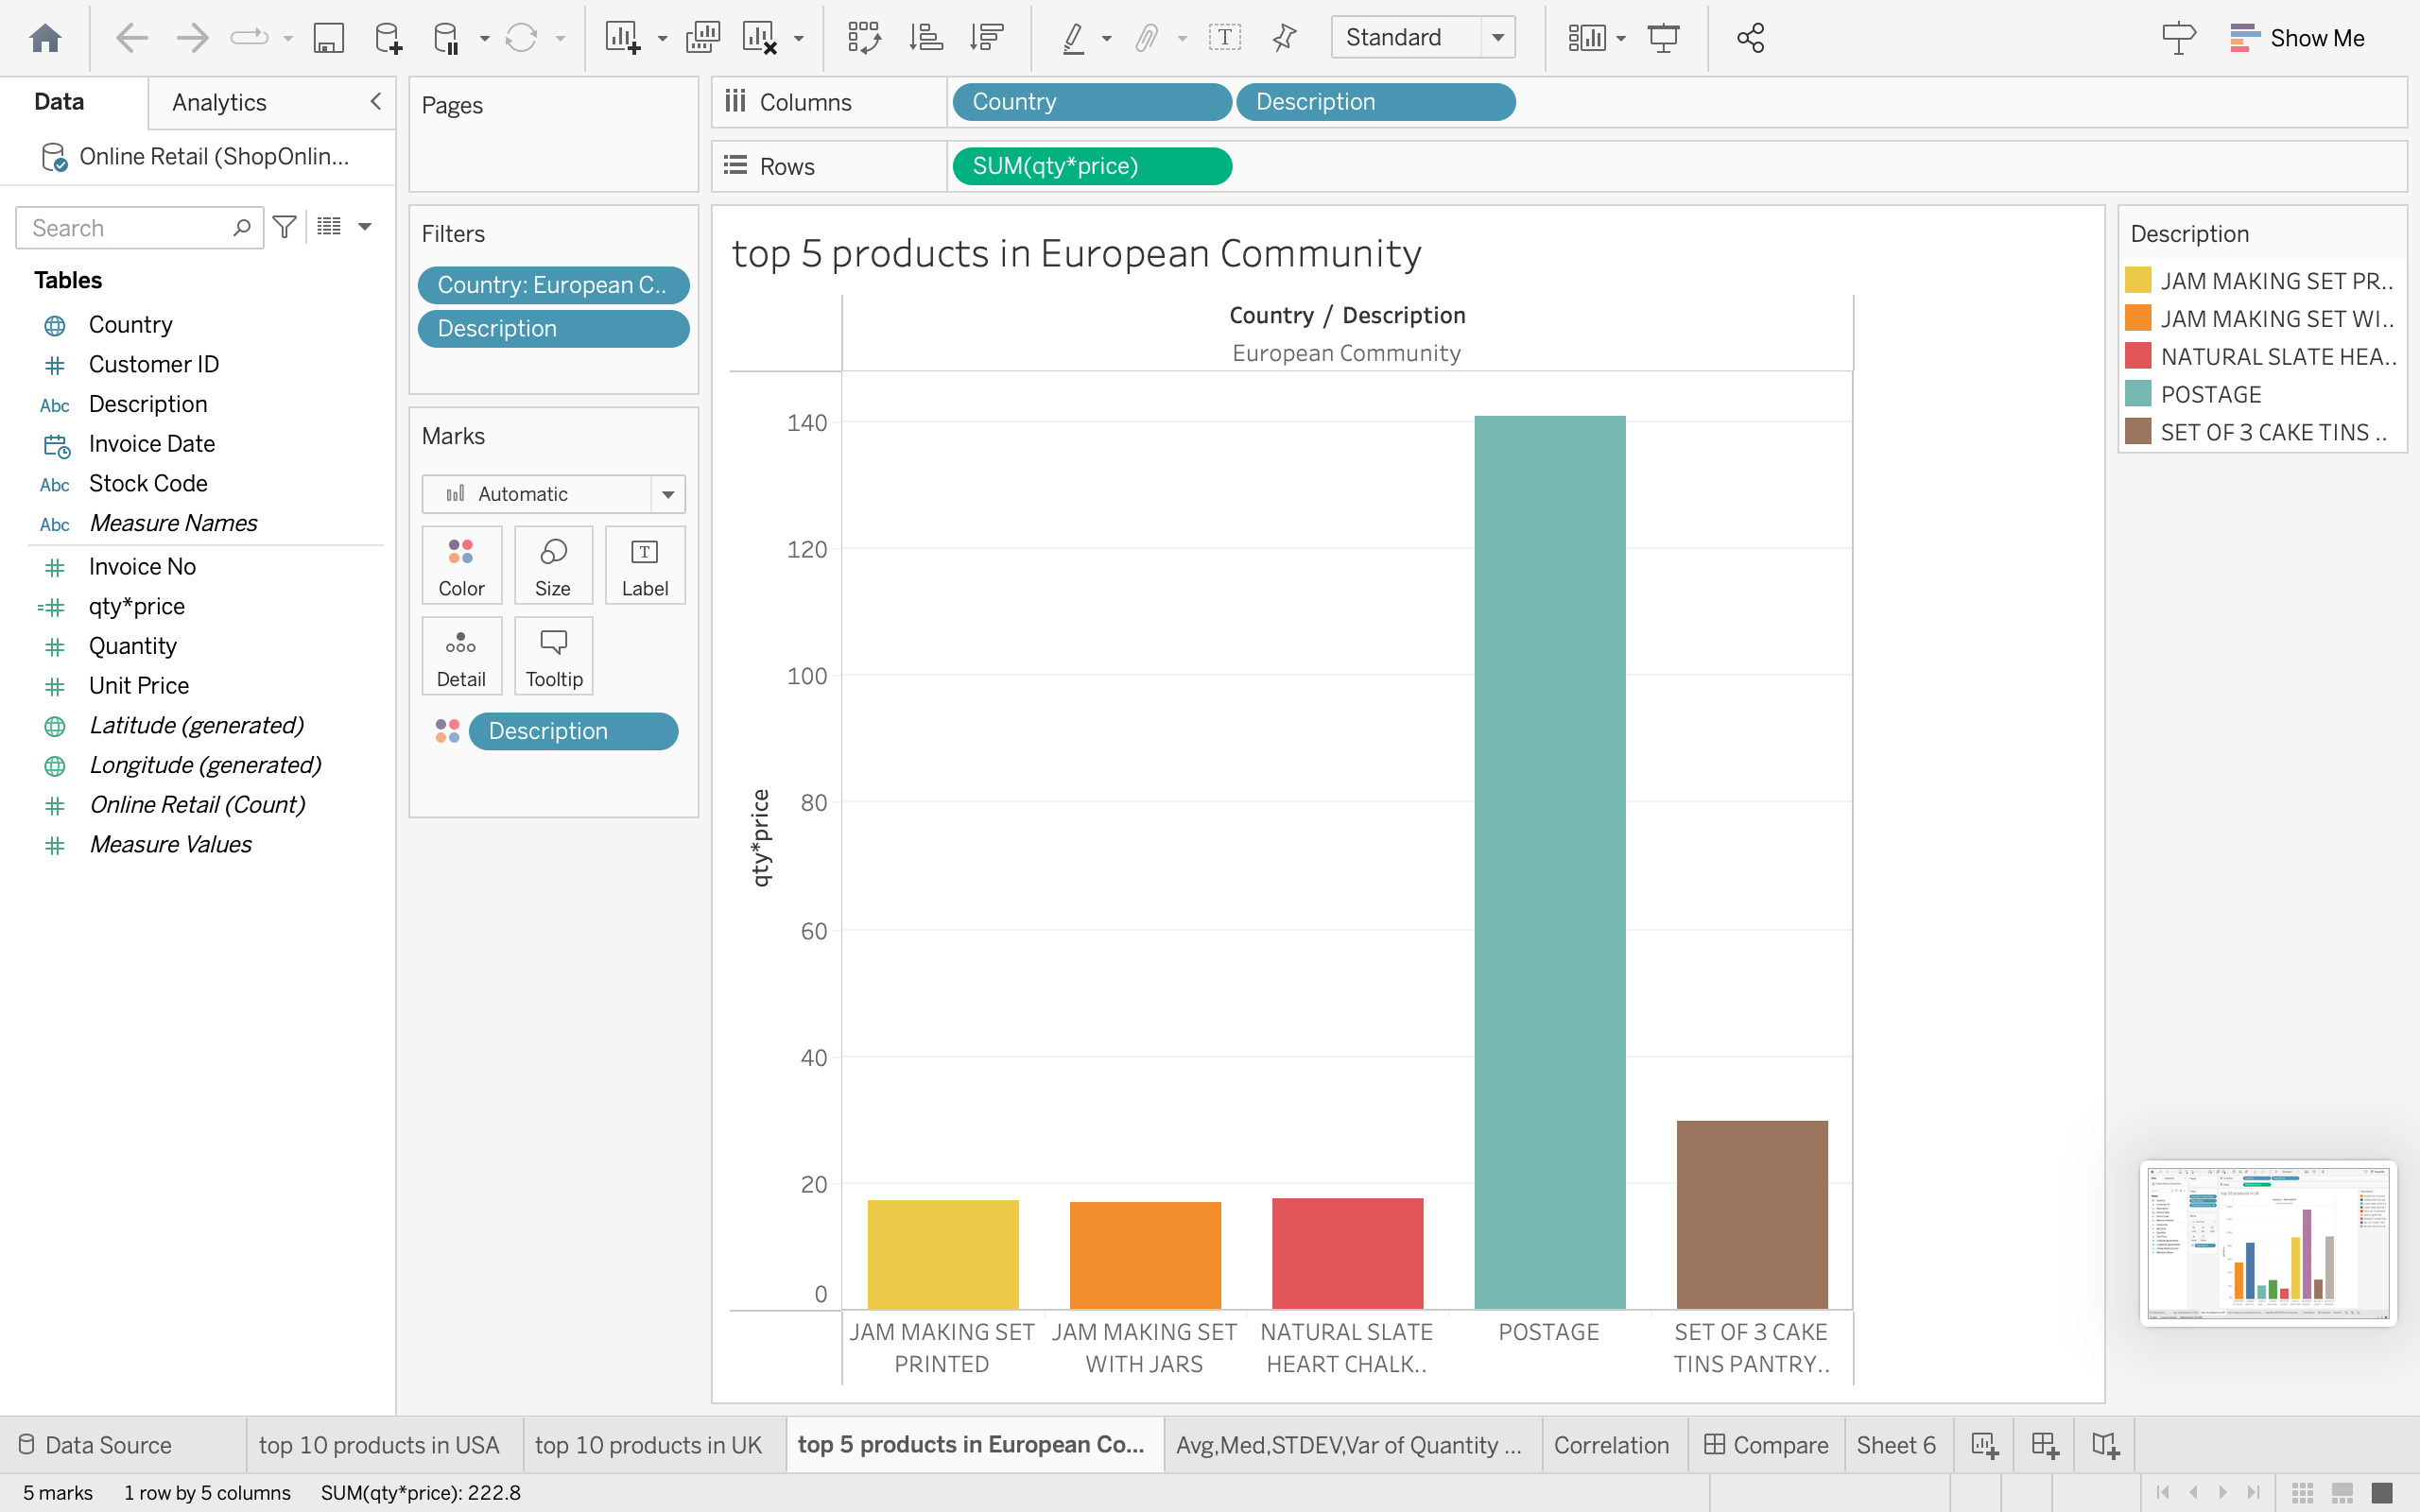 Standard
Show Me
Data
Analytics
Online Retail (ShopOnlin...
Search
Tables
Country
Customer ID
Abc Description
Invoice Date
Abc Stock Code
Abc Measure Names
Invoice No
qty*price
Quantity
Unit Price
Latitude (generated)
Longitude (generated)
Online Retail (Count)
Measure Values
Pages
Filters
Country: European C..
Description
Marks
Automatic
Color
Size
Label
Detail
Tooltip
Description
Columns
Country
Description
Rows
SUM(qty*price)
top 5 products in European Community
Country / Description
European Community
qty*price
140
120
100
80
60
40
20
0
JAM MAKING SET
PRINTED
JAM MAKING SET
WITH JARS
NATURAL SLATE
HEART CHALK..
POSTAGE
SET OF 3 CAKE
TINS PANTRY..
Description
JAM MAKING SET PR..
JAM MAKING SET WI..
NATURAL SLATE HEA..
POSTAGE
SET OF 3 CAKE TINS ..
Data Source
top 10 products in USA
top 10 products in UK
top 5 products in European Co...
Avg,Med,STDEV,Var of Quantity ...
Correlation
Compare
Sheet 6
5 marks
1 row by 5 columns
SUM(qty*price): 222.8